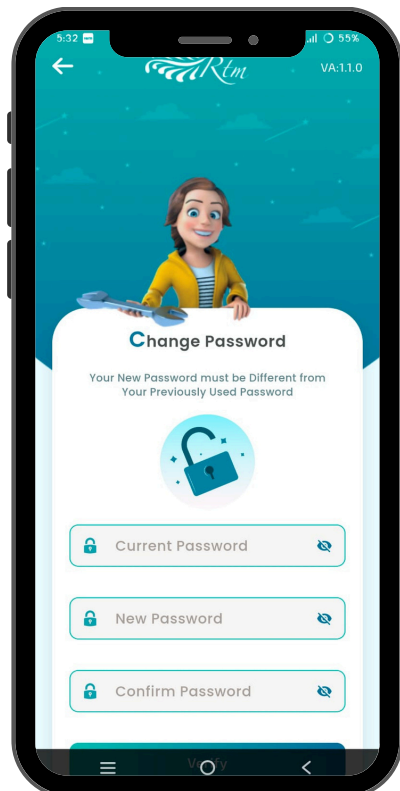 5:32 55%
Rtm
VA:1.1.0
Change Password
Your New Password must be Different from
Your Previously Used Password
Current Password
New Password
Confirm Password
Verify